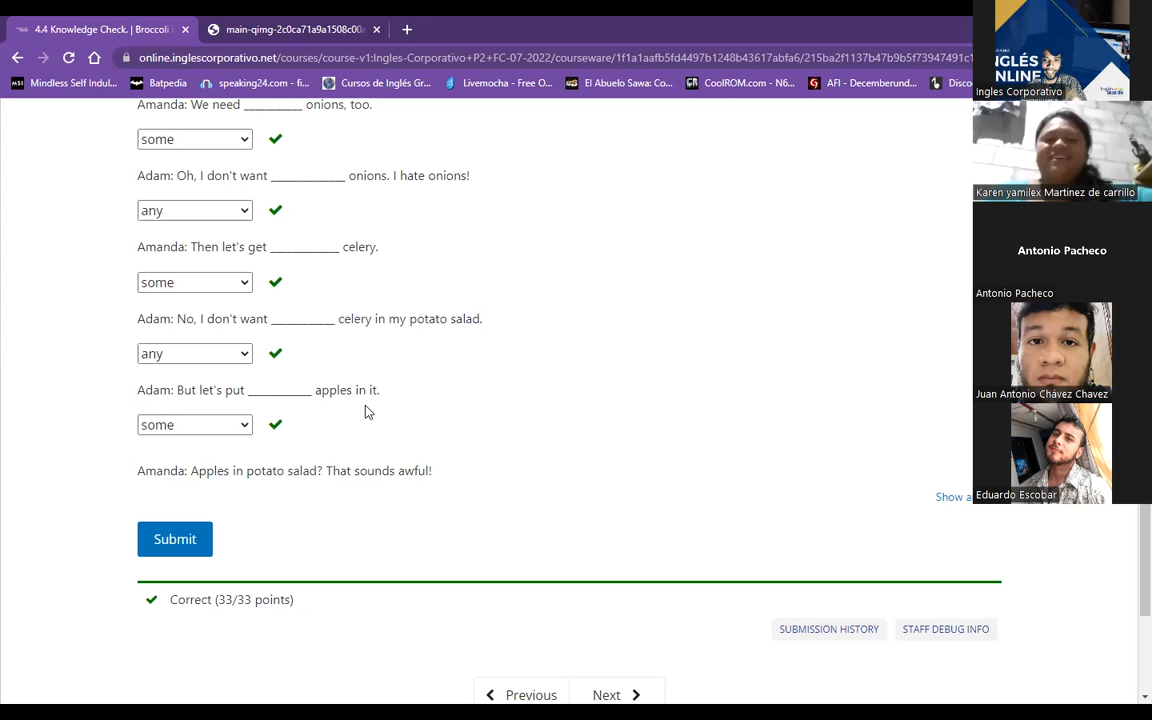 4.4 Knowledge Check. | Broccoli
main-qimg-2c0ca71a9a1508c00a
online.inglescorporativo.net/courses/course-v1:Ingles-Corporativo+P2+FC-07-2022/courseware/1f1a1aafb5fd4497b1248b43617abfa6/215ba2f1137b47b9b5f73947491c1
Mindless Self Indul...
Batpedia
speaking24.com - fi...
Cursos de Inglés Gr...
Livemocha - Free O...
El Abuelo Sawa: Co...
CoolROM.com - N6...
AFI - Decemberund...
Disco
Amanda: We need __________ onions, too.
some
Adam: Oh, I don't want _____________ onions. I hate onions!
any
Amanda: Then let's get ____________ celery.
some
Adam: No, I don't want ___________ celery in my potato salad.
any
Adam: But let's put ___________ apples in it.
some
Amanda: Apples in potato salad? That sounds awful!
Show a
Submit
Correct (33/33 points)
SUBMISSION HISTORY
STAFF DEBUG INFO
Previous
Next
INGLÉS
ONLINE
Ingles Corporativo
Karen yamilex Martinez de carrillo
Antonio Pacheco
Antonio Pacheco
Juan Antonio Chávez Chavez
Eduardo Escobar